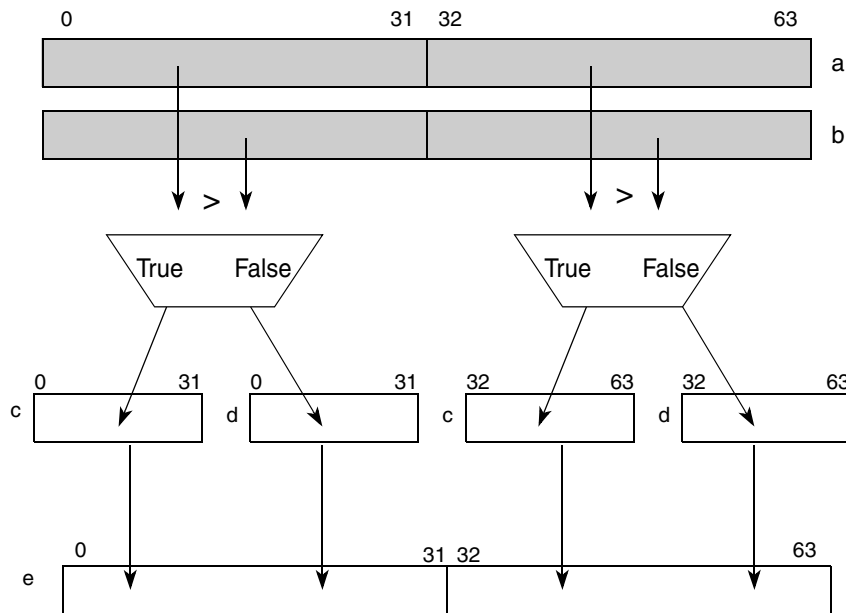 0 31 32 63
a
b
> >
True False True False
0 31 0 31 32 63 32 63
c d c d
0 31 32 63
e